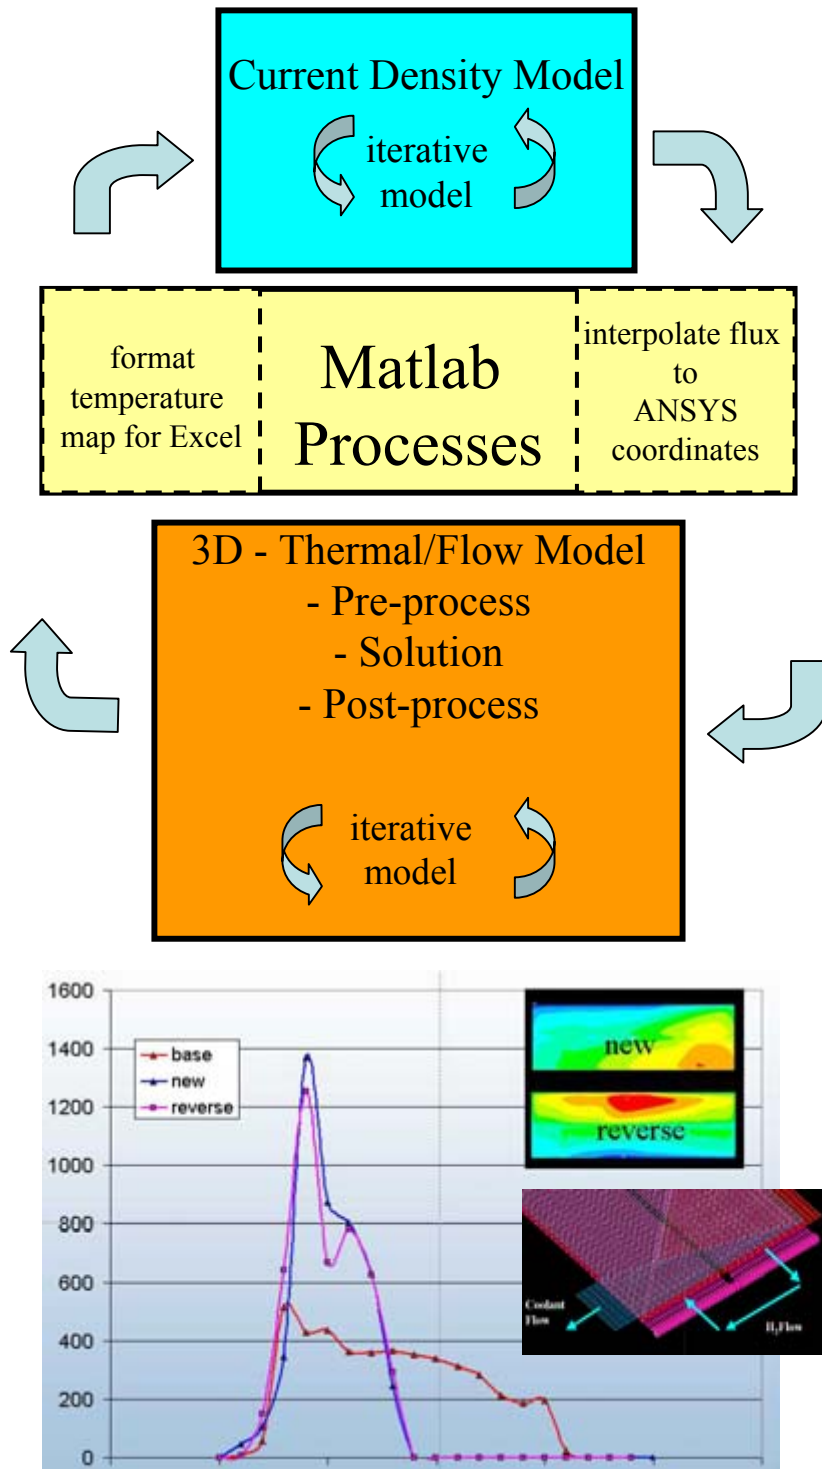 Current Density Model
iterative
model
format
temperature
map for Excel
Matlab
Processes
interpolate flux
to
ANSYS
coordinates
3D - Thermal/Flow Model
- Pre-process
- Solution
- Post-process
iterative
model
1600
1400
1200
1000
800
600
400
200
0
base
new
reverse
new
reverse
Coolant
Flow
H₂Flow